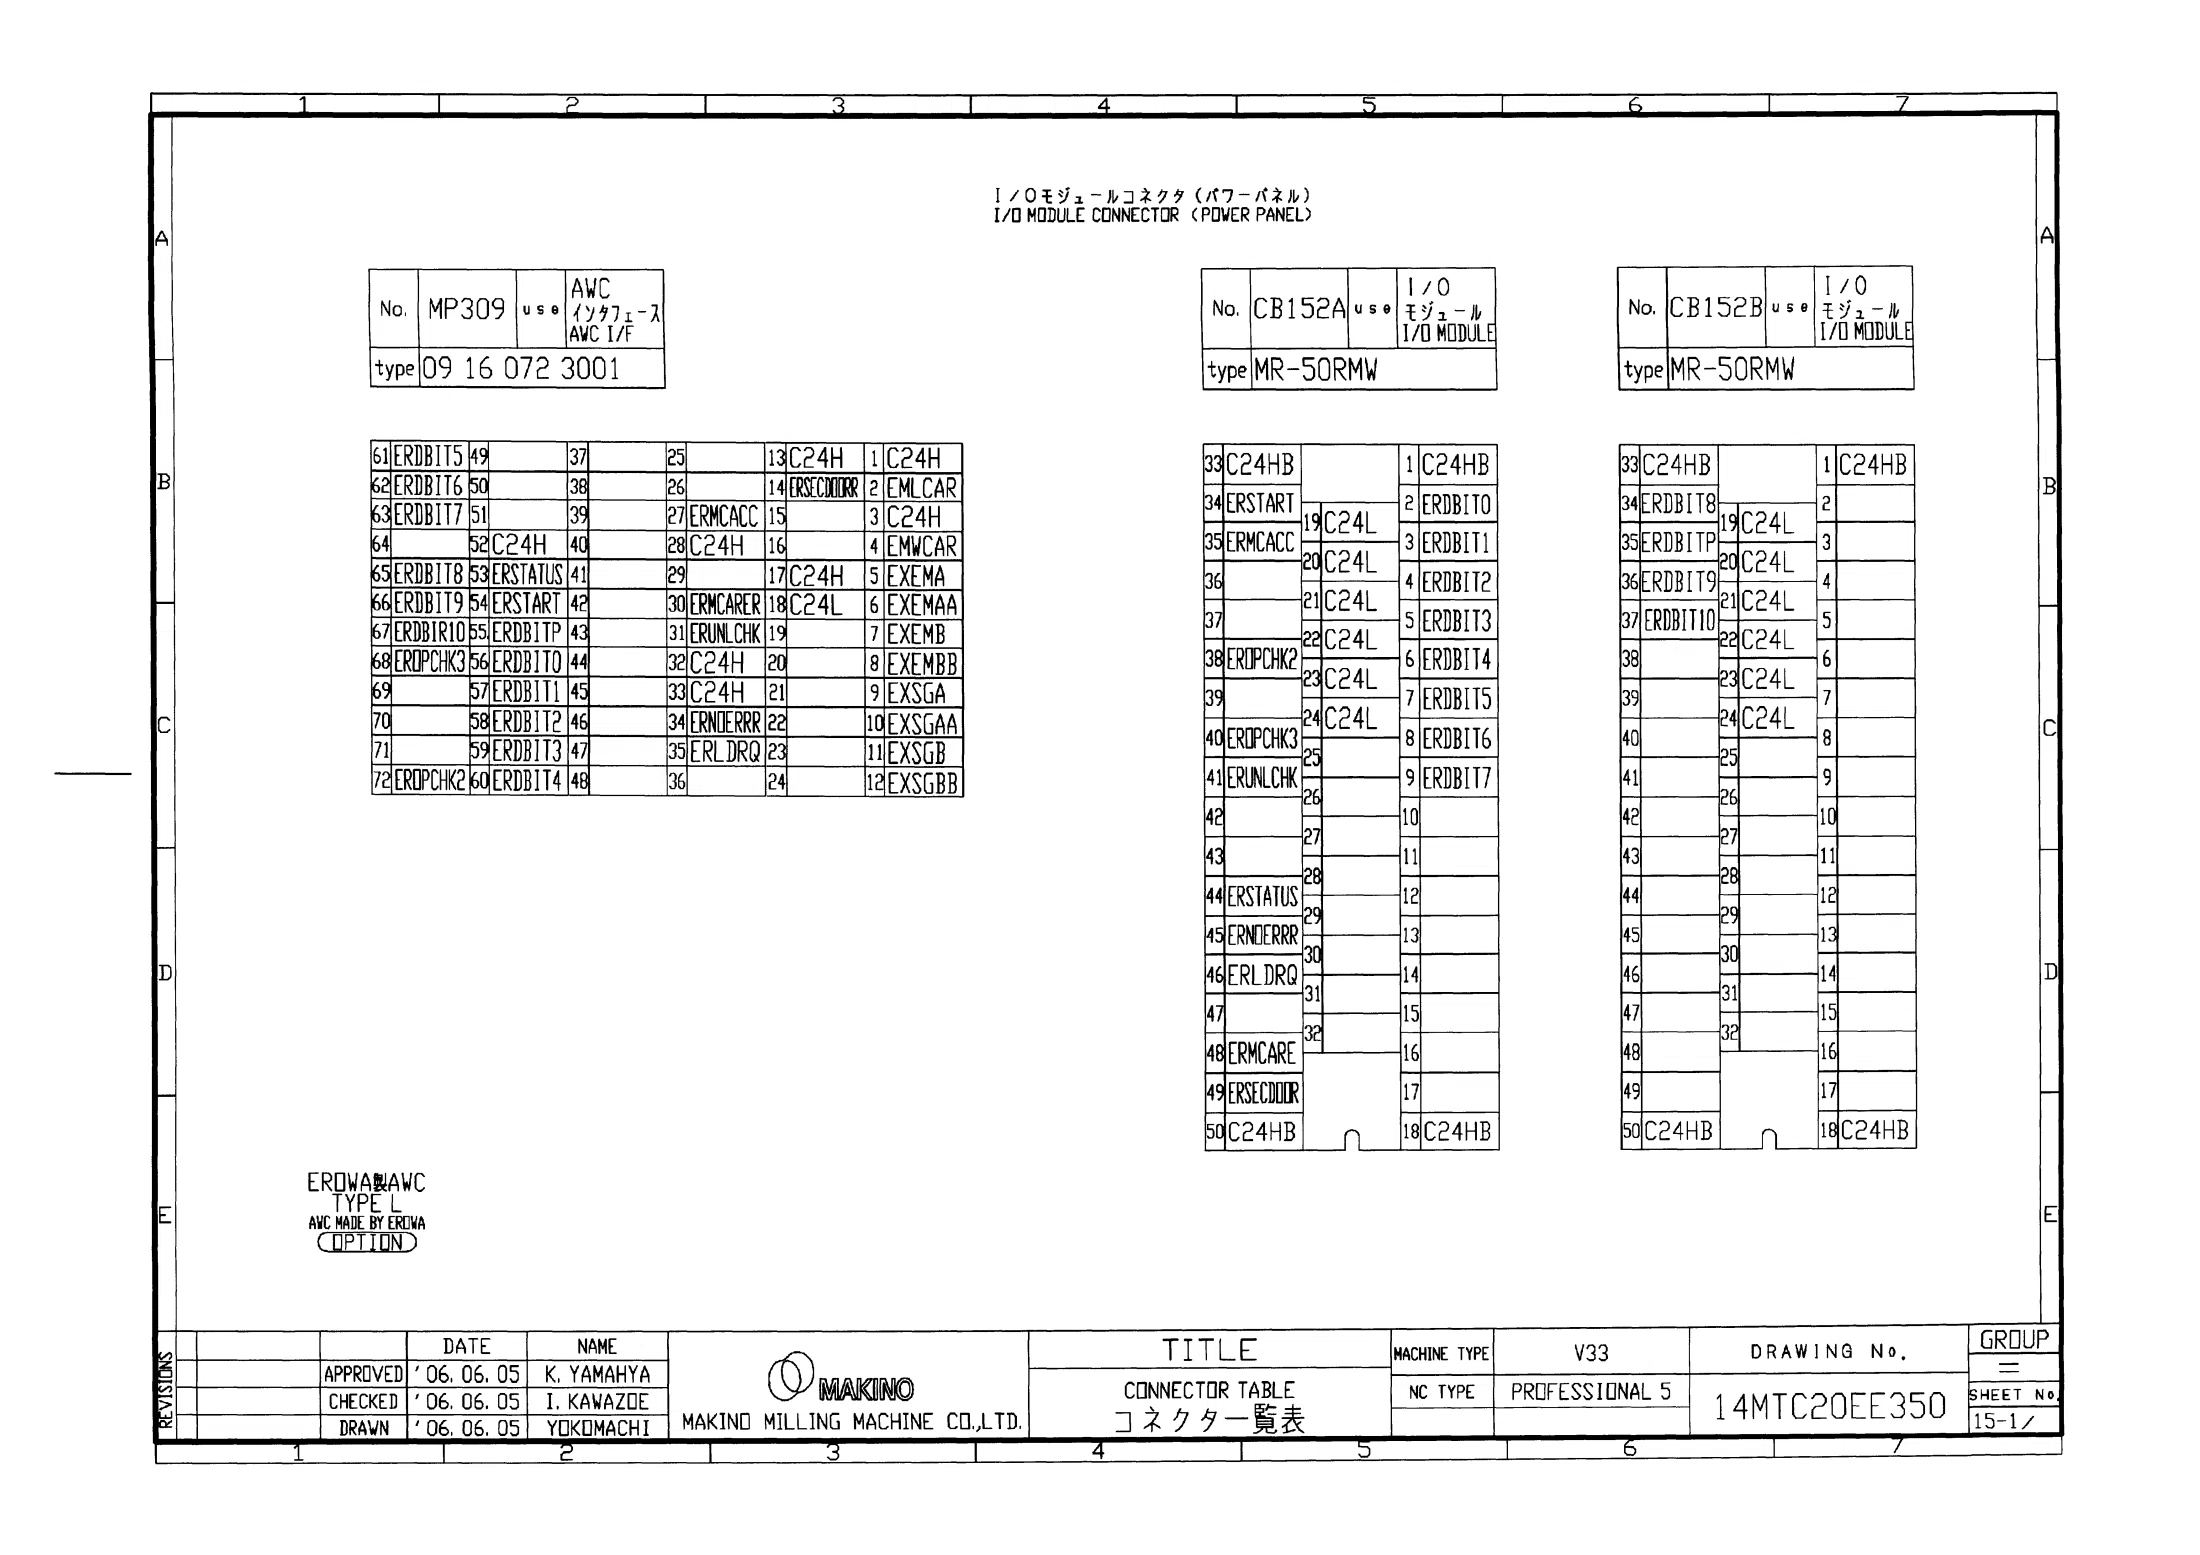 1 2 3 4 5 6 7
I/Oモジュールコネクタ(パワーパネル)
I/O MODULE CONNECTOR (POWER PANEL)
A A
No. MP309 use AWC インタフェース AWC I/F
type 09 16 072 3001
No. CB152A use I/O モジュール I/O MODULE
type MR-50RMW
No. CB152B use I/O モジュール I/O MODULE
type MR-50RMW
B B
61 ERDBIT5 49 37 25 13 C24H 1 C24H
62 ERDBIT6 50 38 26 14 ERSECDOORR 2 EMLCAR
63 ERDBIT7 51 39 27 ERMCACC 15 3 C24H
64 52 C24H 40 28 C24H 16 4 EMWCAR
65 ERDBIT8 53 ERSTATUS 41 29 17 C24H 5 EXEMA
66 ERDBIT9 54 ERSTART 42 30 ERMCARER 18 C24L 6 EXEMAA
67 ERDBIR10 55 ERDBITP 43 31 ERUNLCHK 19 7 EXEMB
68 EROPCHK3 56 ERDBIT0 44 32 C24H 20 8 EXEMBB
69 57 ERDBIT1 45 33 C24H 21 9 EXSGA
70 58 ERDBIT2 46 34 ERNOERRR 22 10 EXSGAA
71 59 ERDBIT3 47 35 ERLDRQ 23 11 EXSGB
72 EROPCHK2 60 ERDBIT4 48 36 24 12 EXSGBB
C C
33 C24HB 1 C24HB
34 ERSTART 2 ERDBIT0
19 C24L
35 ERMCACC 3 ERDBIT1
20 C24L
36 4 ERDBIT2
21 C24L
37 5 ERDBIT3
22 C24L
38 EROPCHK2 6 ERDBIT4
23 C24L
39 7 ERDBIT5
24 C24L
40 EROPCHK3 8 ERDBIT6
25
41 ERUNLCHK 9 ERDBIT7
26
42 10
27
43 11
28
44 ERSTATUS 12
29
45 ERNOERRR 13
30
46 ERLDRQ 14
31
47 15
32
48 ERMCARE 16
49 ERSECDOOR 17
50 C24HB 18 C24HB
33 C24HB 1 C24HB
34 ERDBIT8 2
19 C24L
35 ERDBITP 3
20 C24L
36 ERDBIT9 4
21 C24L
37 ERDBIT10 5
22 C24L
38 6
23 C24L
39 7
24 C24L
40 8
25
41 9
26
42 10
27
43 11
28
44 12
29
45 13
30
46 14
31
47 15
32
48 16
49 17
50 C24HB 18 C24HB
D D
EROWA製AWC
TYPE L
AWC MADE BY EROWA
OPTION
E E
REVISIONS
DATE NAME
APPROVED '06.06.05 K. YAMAHYA
CHECKED '06.06.05 I. KAWAZOE
DRAWN '06.06.05 YOKOMACHI
MAKINO
MAKINO MILLING MACHINE CO.,LTD.
TITLE
CONNECTOR TABLE
コネクタ一覧表
MACHINE TYPE V33
NC TYPE PROFESSIONAL 5
DRAWING No.
14MTC20EE350
GROUP
=
SHEET No.
15-1/
1 2 3 4 5 6 7